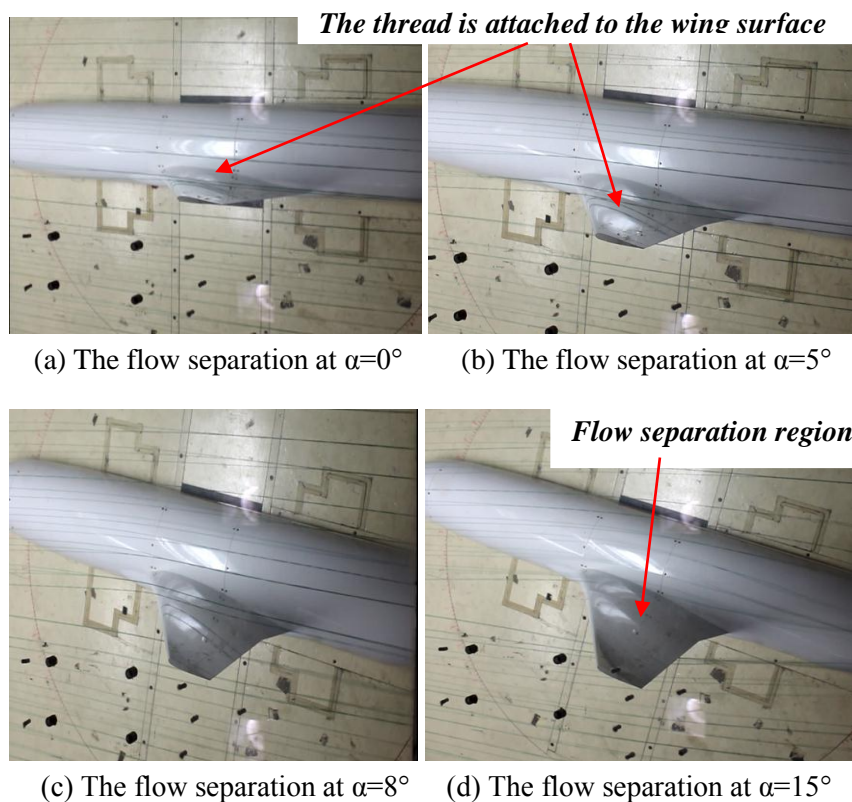 The thread is attached to the wing surface
(a) The flow separation at α=0°
(b) The flow separation at α=5°
Flow separation region
(c) The flow separation at α=8°
(d) The flow separation at α=15°